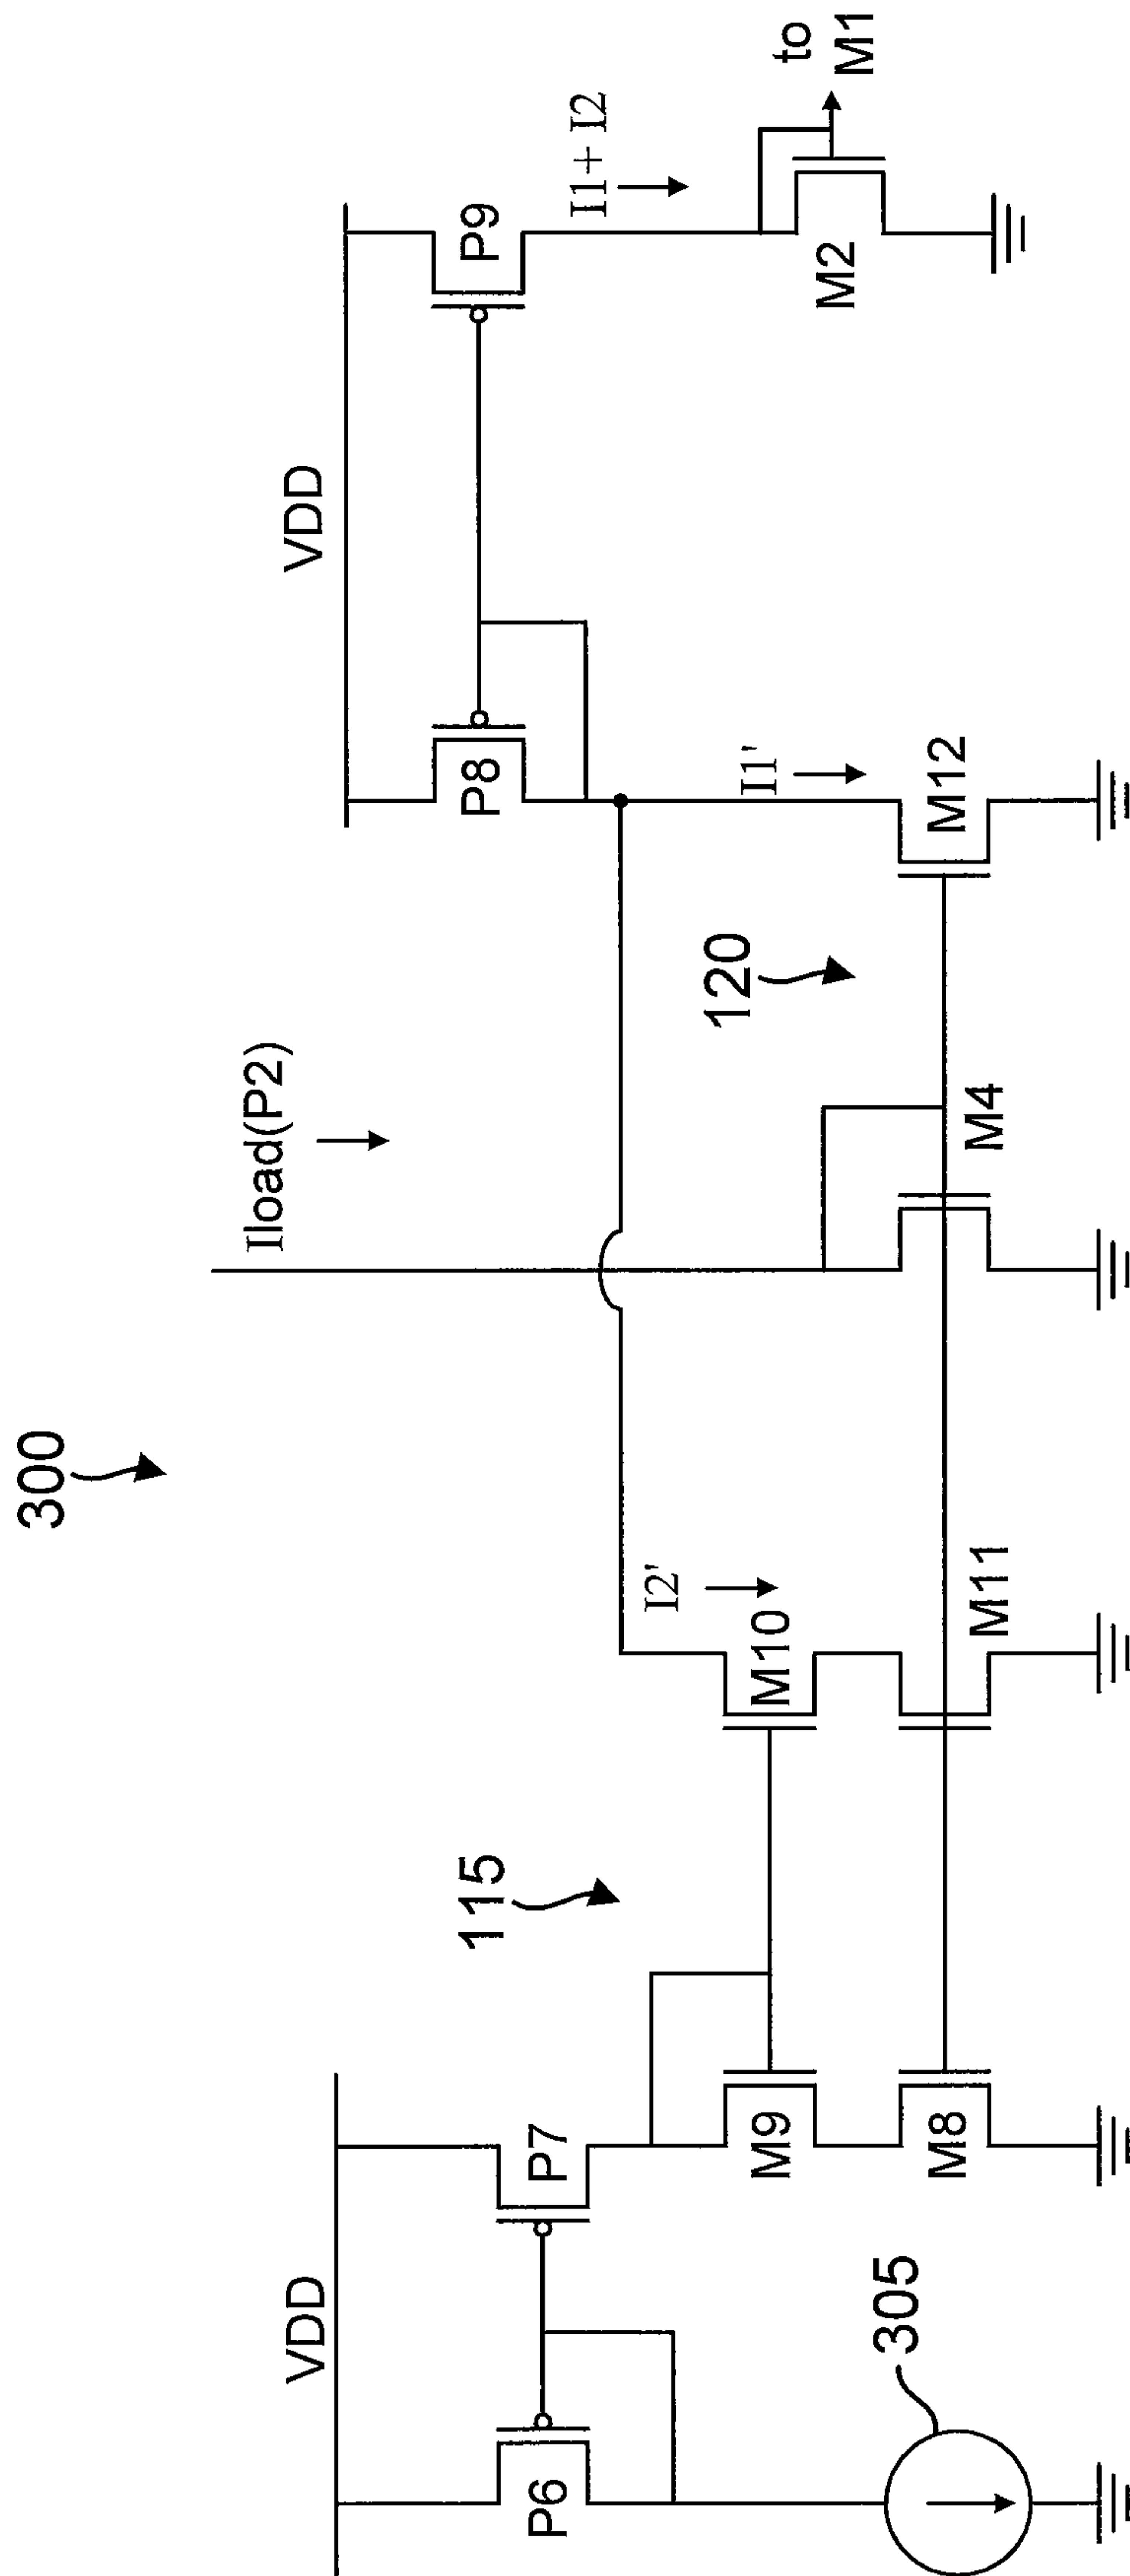 300
Iload(P2)
VDD
VDD
P6
P7
P8
P9
I1+ I2
115
I2'
120
I1'
M9
M10
M2
to
M1
305
M8
M11
M4
M12